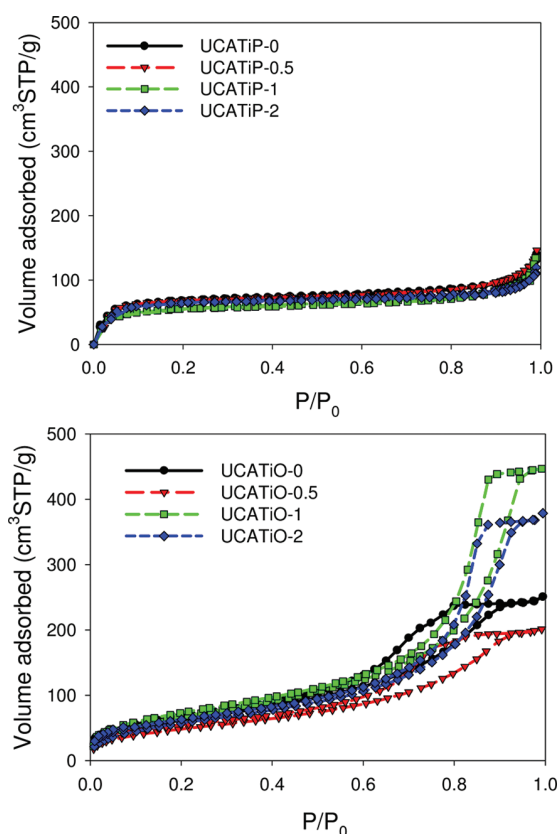 500
400
300
200
100
0
Volume adsorbed (cm³STP/g)
UCATiP-0
UCATiP-0.5
UCATiP-1
UCATiP-2
0.0 0.2 0.4 0.6 0.8 1.0
P/P₀
500
400
300
200
100
0
Volume adsorbed (cm³STP/g)
UCATiO-0
UCATiO-0.5
UCATiO-1
UCATiO-2
0.0 0.2 0.4 0.6 0.8 1.0
P/P₀